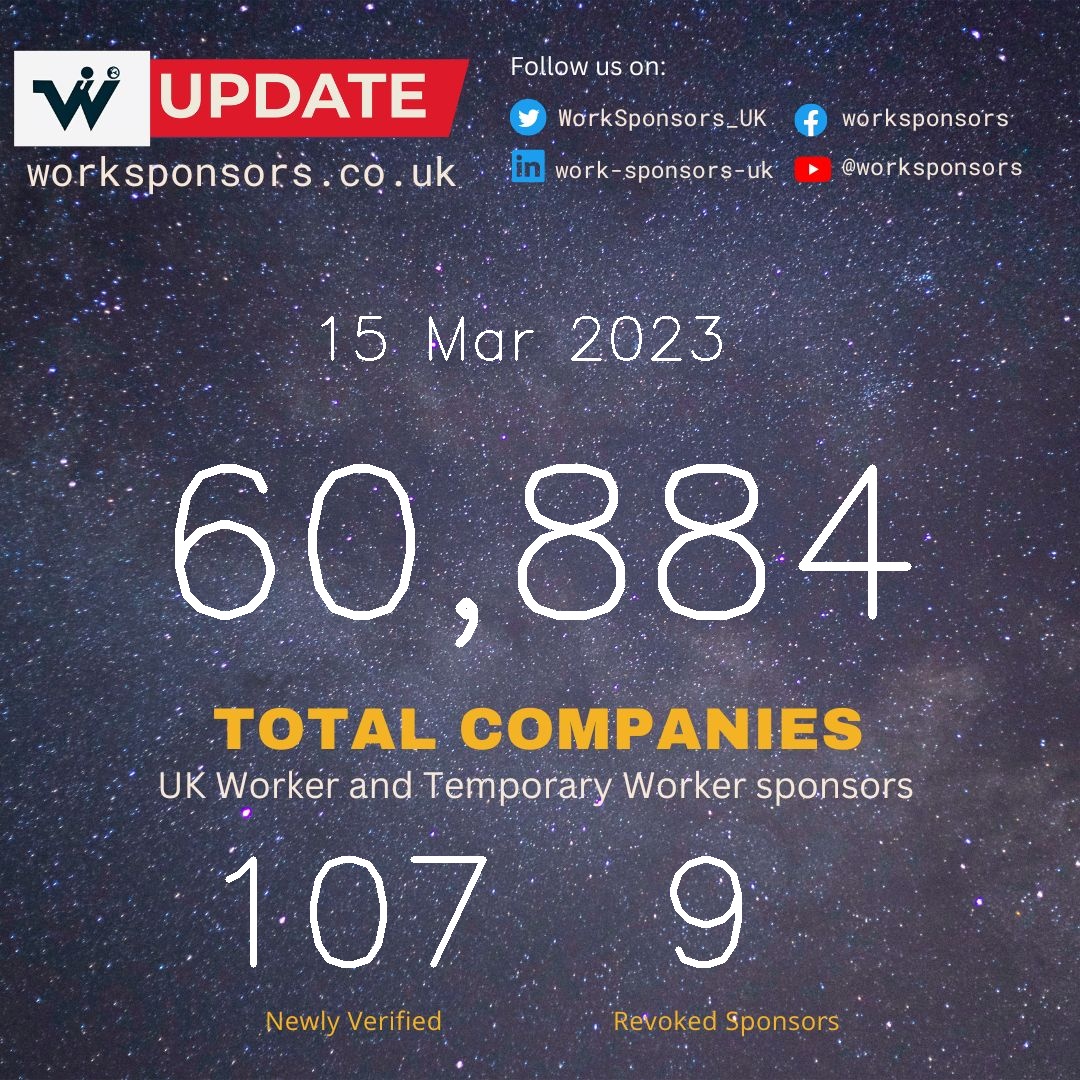 UPDATE
worksponsors.co.uk
Follow us on:
WorkSponsors_UK
worksponsors
work-sponsors-uk
@worksponsors
15 Mar 2023
60,884
TOTAL COMPANIES
UK Worker and Temporary Worker sponsors
107 9
Newly Verified Revoked Sponsors